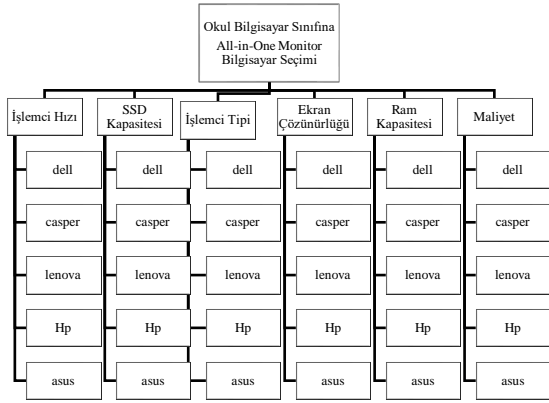 Okul Bilgisayar Sınıfına
All-in-One Monitor
Bilgisayar Seçimi
İşlemci Hızı
SSD
Kapasitesi
İşlemci Tipi
Ekran
Çözünürlüğü
Ram
Kapasitesi
Maliyet
dell
dell
dell
dell
dell
dell
casper
casper
casper
casper
casper
casper
lenova
lenova
lenova
lenova
lenova
lenova
Hp
Hp
Hp
Hp
Hp
Hp
asus
asus
asus
asus
asus
asus